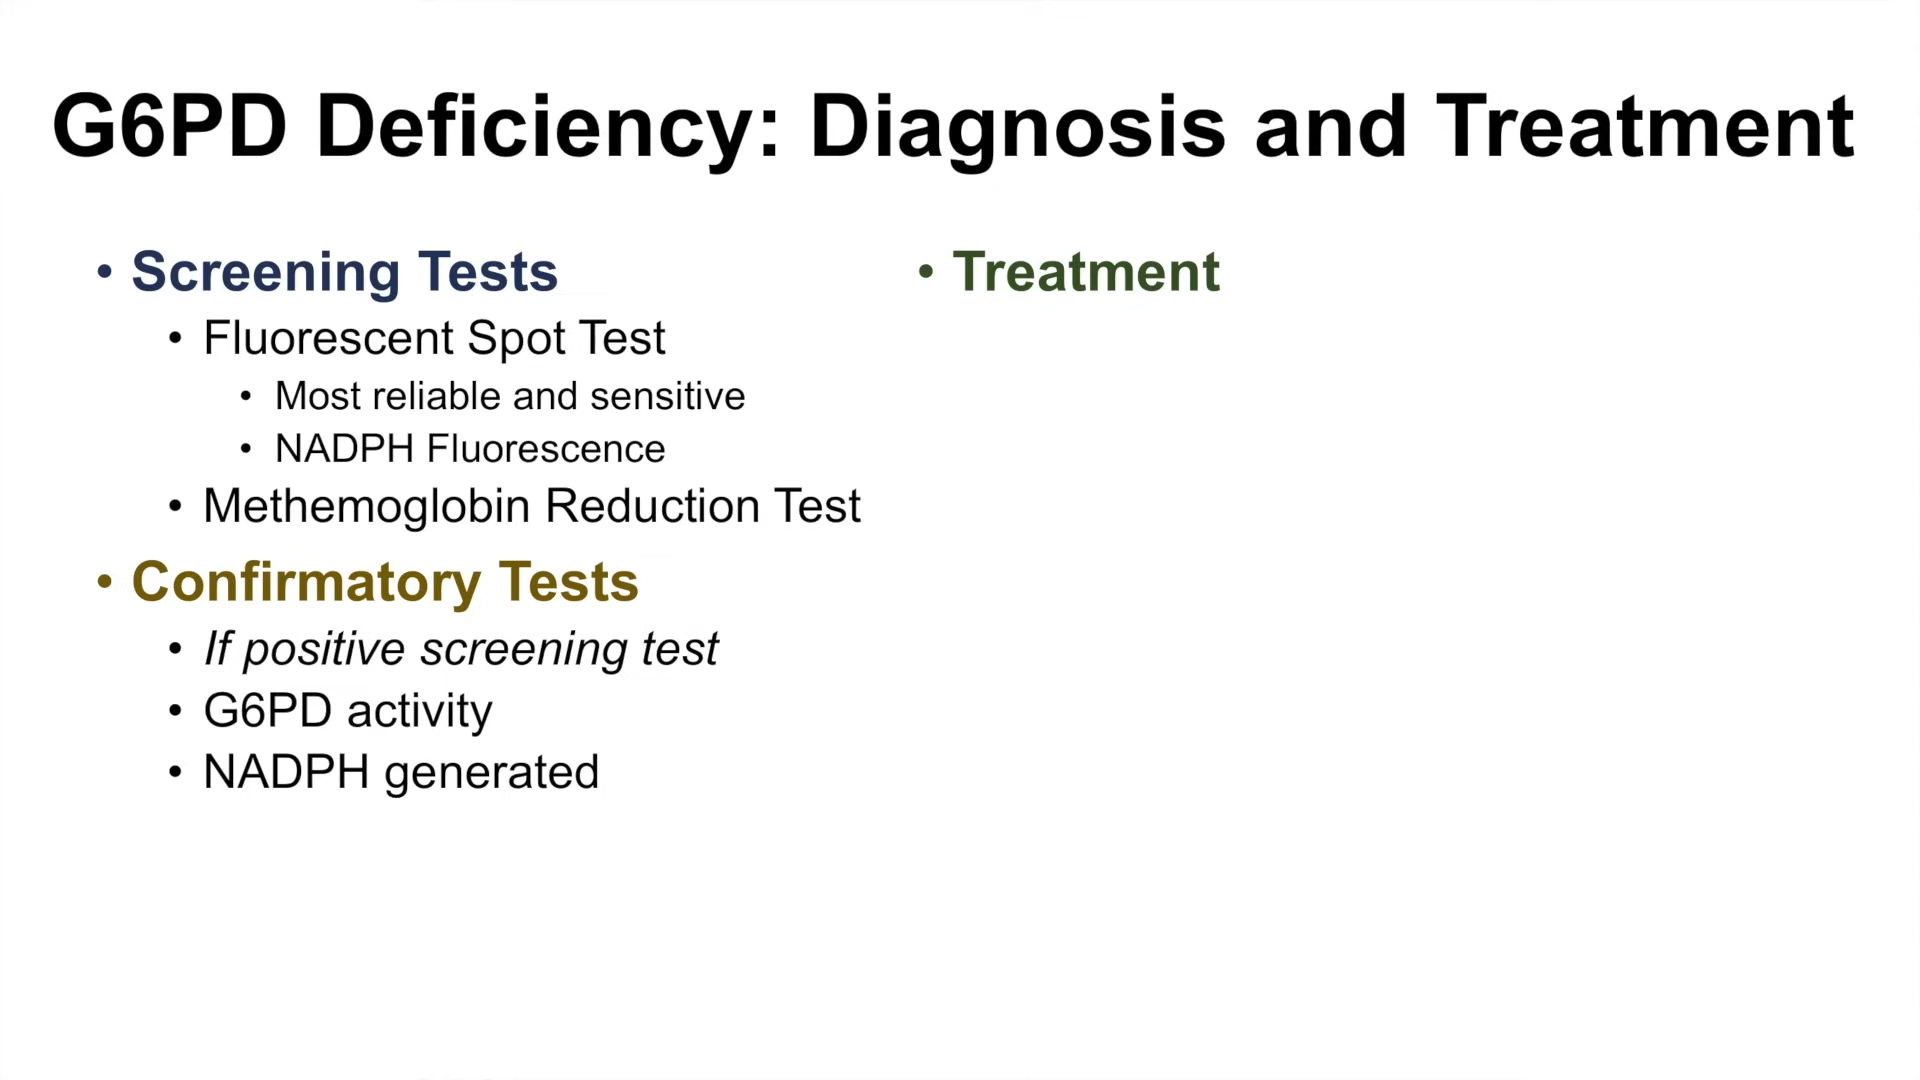 G6PD Deficiency: Diagnosis and Treatment
• Screening Tests
• Fluorescent Spot Test
• Most reliable and sensitive
• NADPH Fluorescence
• Methemoglobin Reduction Test
• Confirmatory Tests
• If positive screening test
• G6PD activity
• NADPH generated
• Treatment